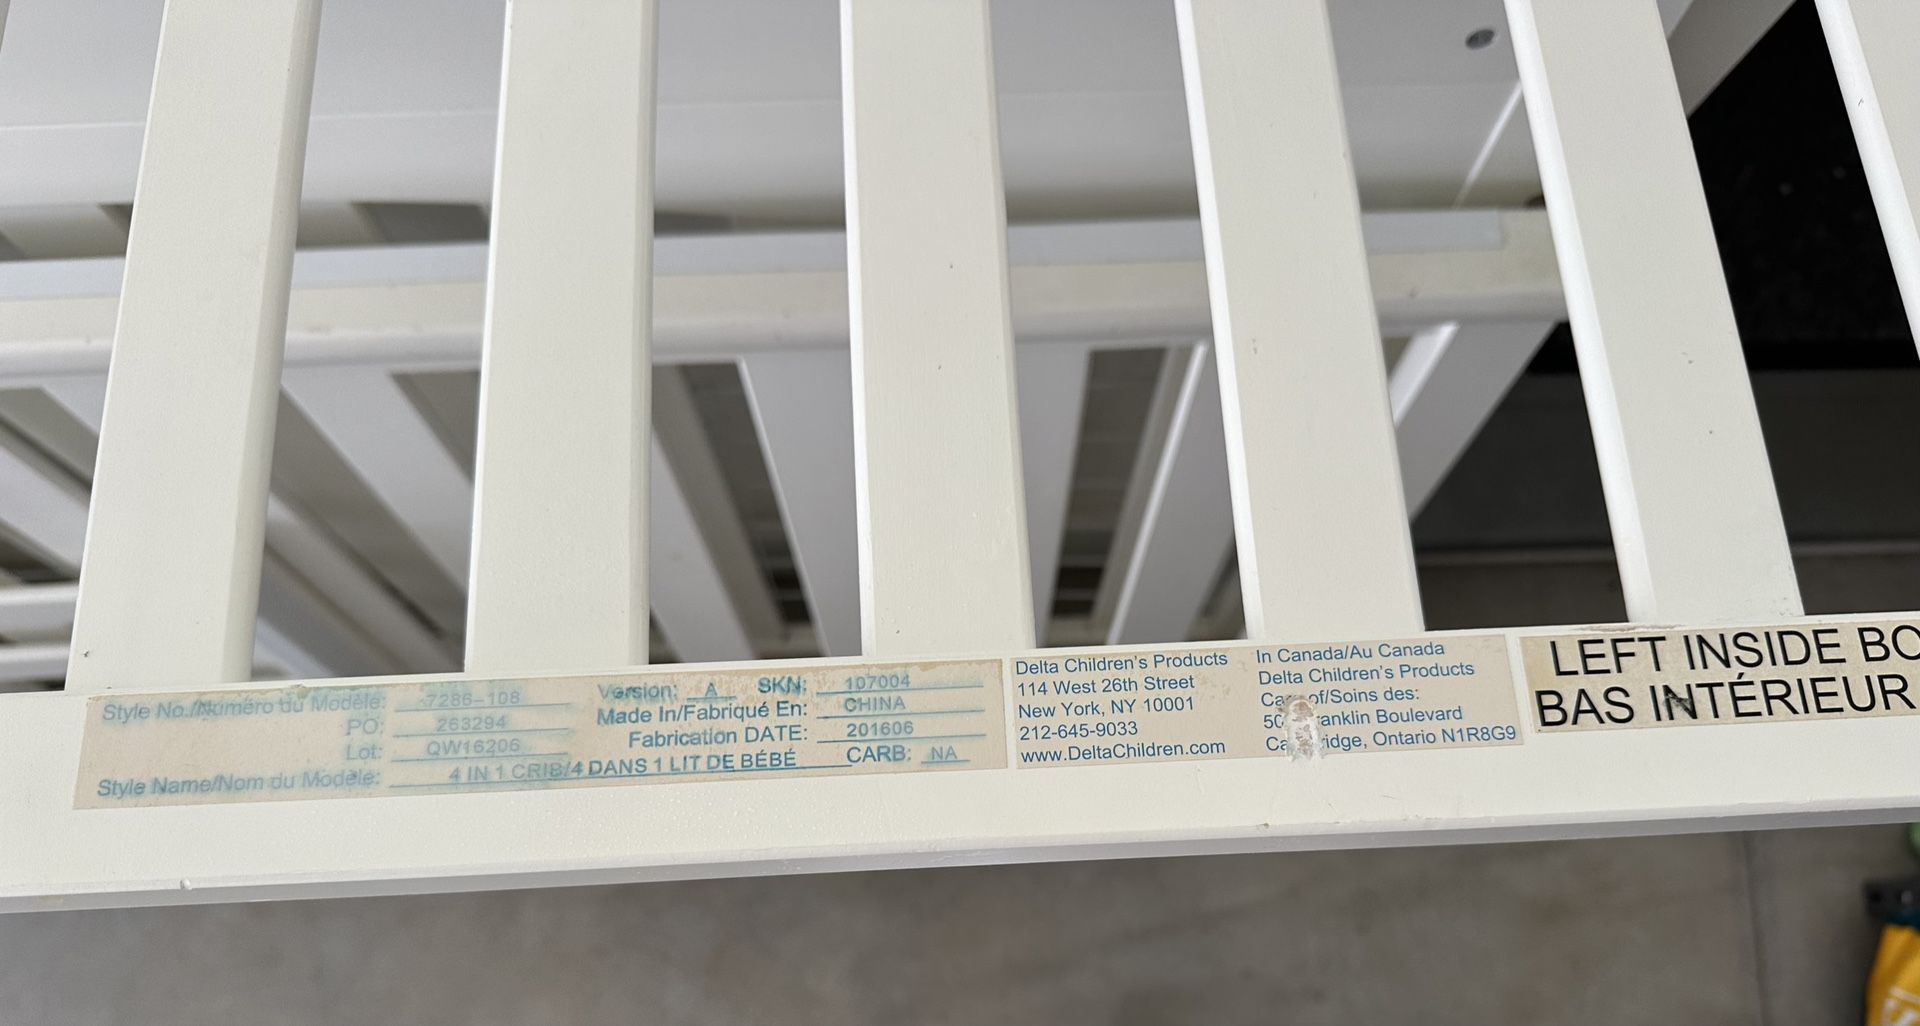 Style No./Numéro du Modèle: 7286-108
PO: 263294
Lot: QW16206
Style Name/Nom du Modèle: 4 IN 1 CRIB/4 DANS 1 LIT DE BÉBÉ
Version: A SKN: 107004
Made In/Fabriqué En: CHINA
Fabrication DATE: 201606
CARB: NA
Delta Children's Products
114 West 26th Street
New York, NY 10001
212-645-9033
www.DeltaChildren.com
In Canada/Au Canada
Delta Children's Products
of/Soins des:
Boulevard
Ontario N1R8G9
LEFT INSIDE
BAS INTÉRIEUR